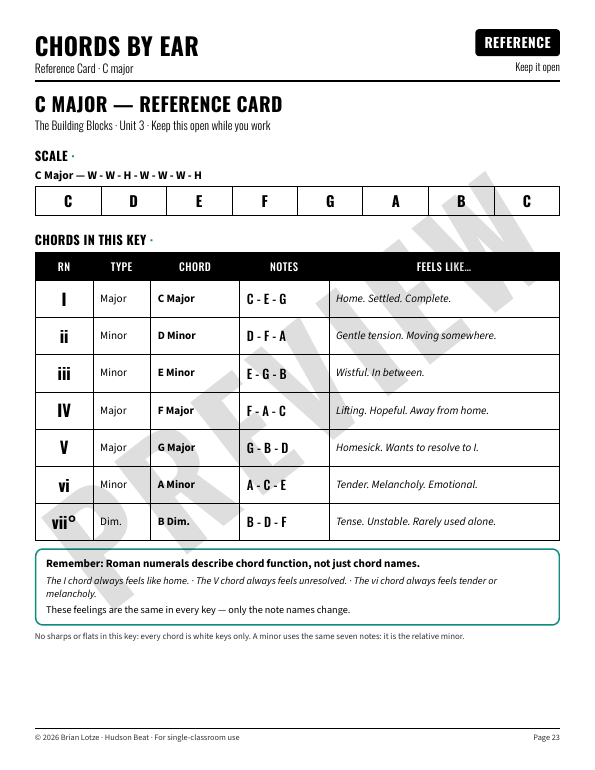 CHORDS BY EAR
REFERENCE
Reference Card · C major
Keep it open
C MAJOR — REFERENCE CARD
The Building Blocks · Unit 3 · Keep this open while you work
SCALE ·
C Major — W - W - H - W - W - W - H
C D E F G A B C
CHORDS IN THIS KEY ·
RN TYPE CHORD NOTES FEELS LIKE...
I Major C Major C - E - G Home. Settled. Complete.
ii Minor D Minor D - F - A Gentle tension. Moving somewhere.
iii Minor E Minor E - G - B Wistful. In between.
IV Major F Major F - A - C Lifting. Hopeful. Away from home.
V Major G Major G - B - D Homesick. Wants to resolve to I.
vi Minor A Minor A - C - E Tender. Melancholy. Emotional.
vii° Dim. B Dim. B - D - F Tense. Unstable. Rarely used alone.
PREVIEW
Remember: Roman numerals describe chord function, not just chord names.
The I chord always feels like home. · The V chord always feels unresolved. · The vi chord always feels tender or
melancholy.
These feelings are the same in every key — only the note names change.
No sharps or flats in this key: every chord is white keys only. A minor uses the same seven notes: it is the relative minor.
© 2026 Brian Lotze · Hudson Beat · For single-classroom use
Page 23